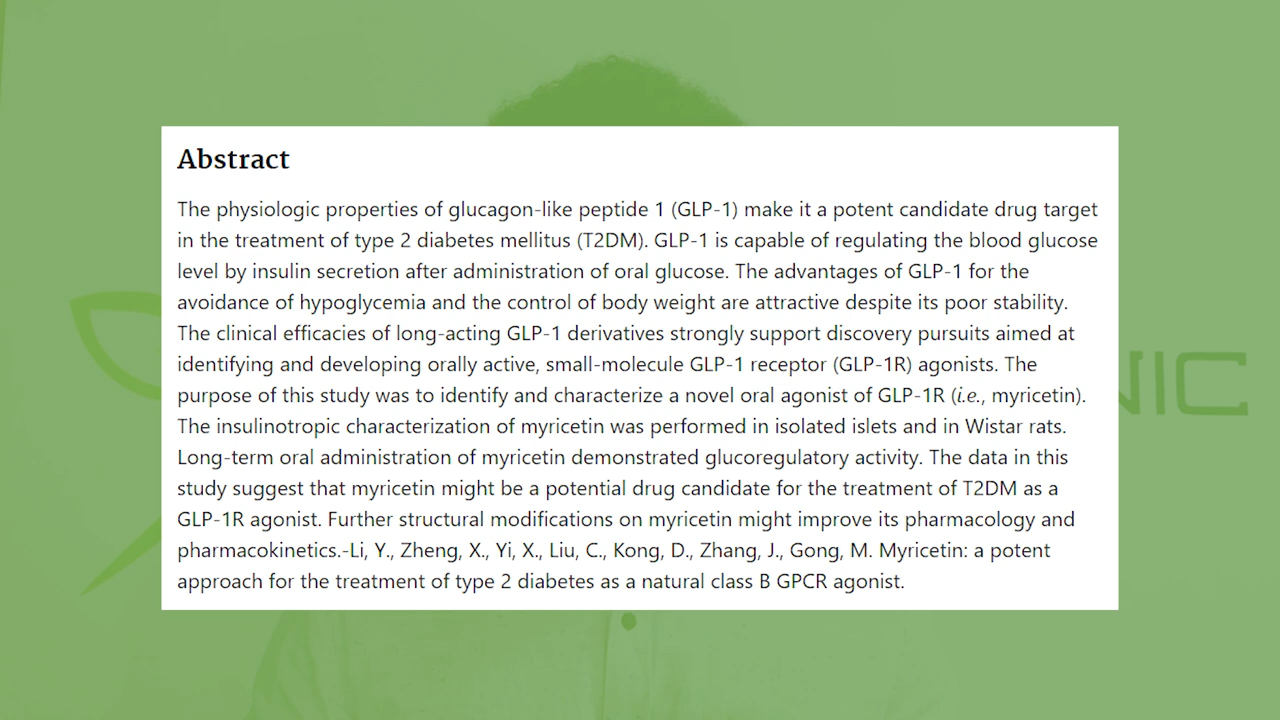 Abstract
The physiologic properties of glucagon-like peptide 1 (GLP-1) make it a potent candidate drug target
in the treatment of type 2 diabetes mellitus (T2DM). GLP-1 is capable of regulating the blood glucose
level by insulin secretion after administration of oral glucose. The advantages of GLP-1 for the
avoidance of hypoglycemia and the control of body weight are attractive despite its poor stability.
The clinical efficacies of long-acting GLP-1 derivatives strongly support discovery pursuits aimed at
identifying and developing orally active, small-molecule GLP-1 receptor (GLP-1R) agonists. The
purpose of this study was to identify and characterize a novel oral agonist of GLP-1R (i.e., myricetin).
The insulinotropic characterization of myricetin was performed in isolated islets and in Wistar rats.
Long-term oral administration of myricetin demonstrated glucoregulatory activity. The data in this
study suggest that myricetin might be a potential drug candidate for the treatment of T2DM as a
GLP-1R agonist. Further structural modifications on myricetin might improve its pharmacology and
pharmacokinetics.-Li, Y., Zheng, X., Yi, X., Liu, C., Kong, D., Zhang, J., Gong, M. Myricetin: a potent
approach for the treatment of type 2 diabetes as a natural class B GPCR agonist.
NIC